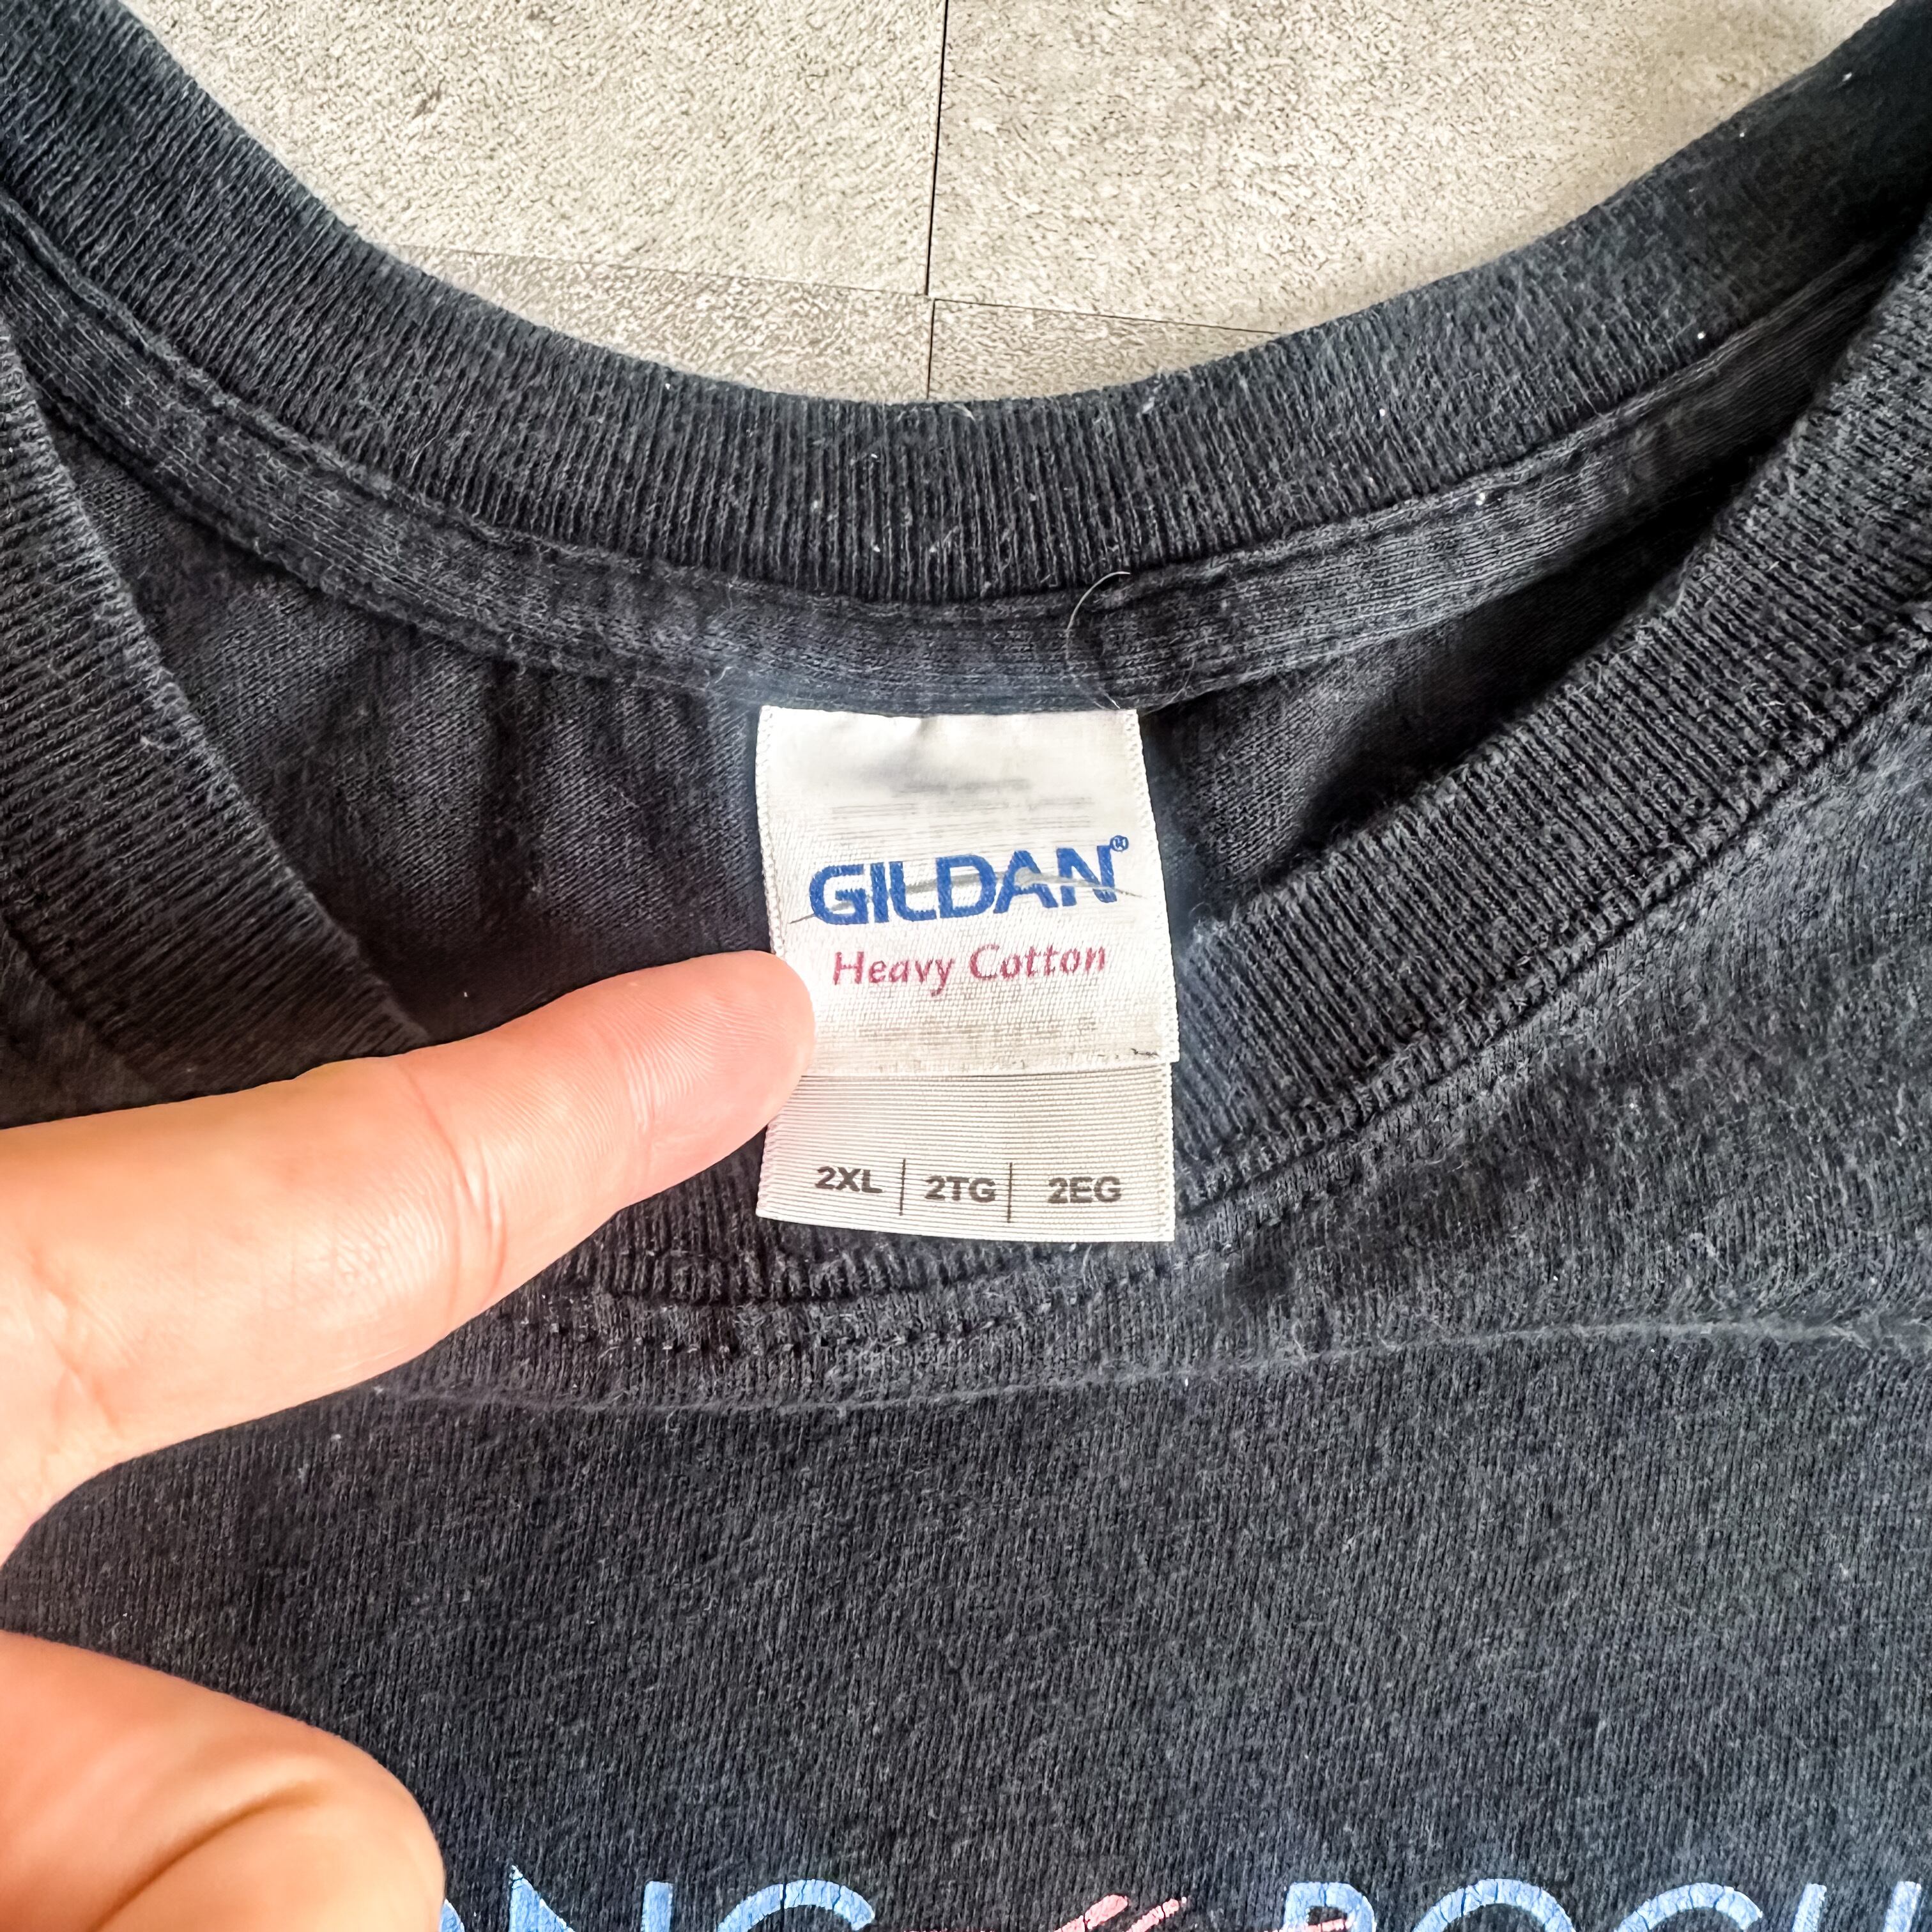 GILDAN®
Heavy Cotton
2XL | 2TG | 2EG